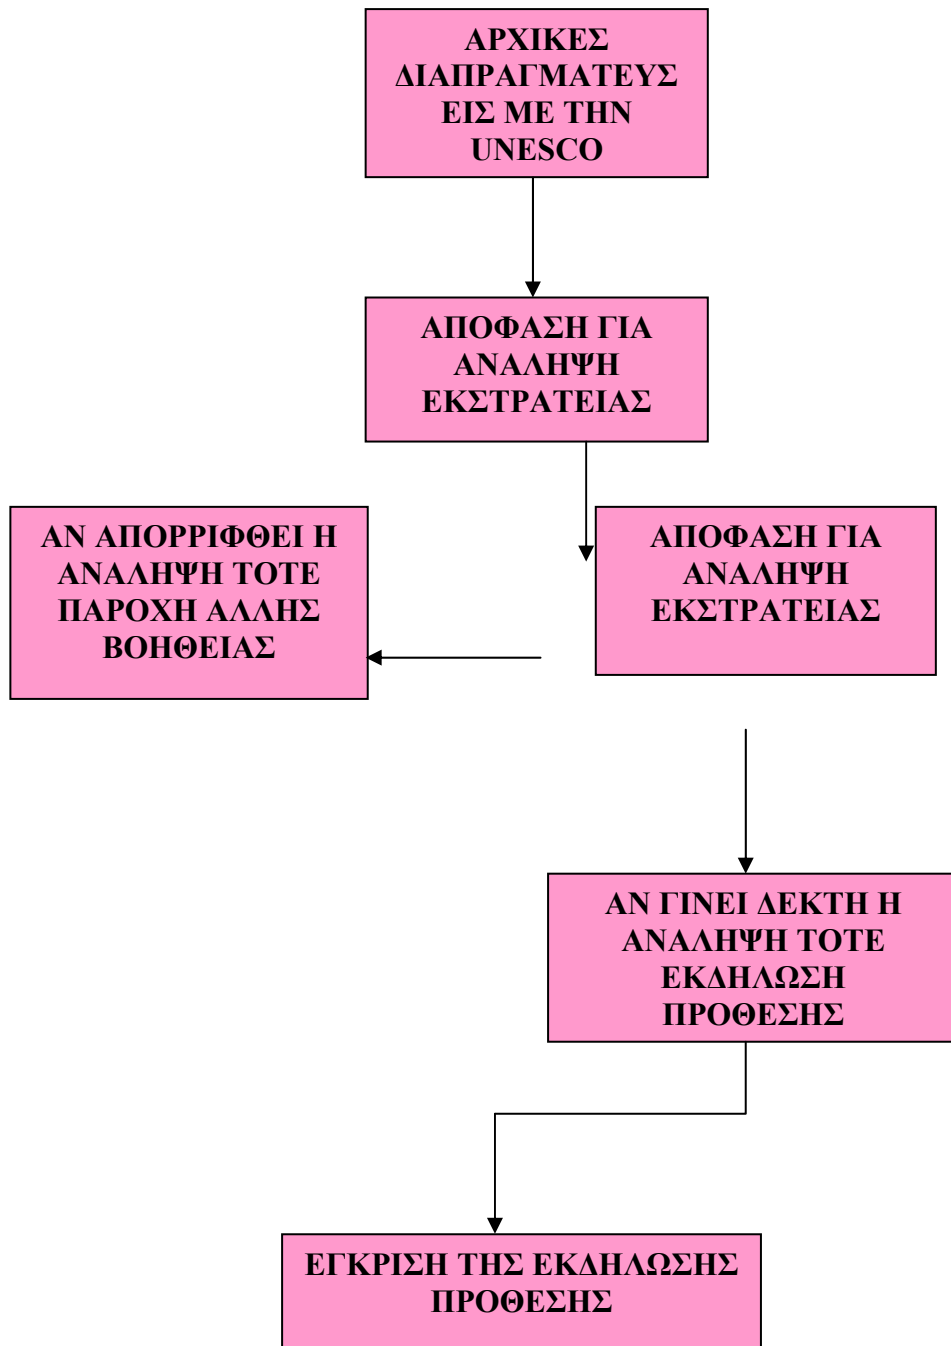 ΑΡΧΙΚΕΣ
ΔΙΑΠΡΑΓΜΑΤΕΥΣ
ΕΙΣ ΜΕ ΤΗΝ
UNESCO
ΑΠΟΦΑΣΗ ΓΙΑ
ΑΝΑΛΗΨΗ
ΕΚΣΤΡΑΤΕΙΑΣ
ΑΝ ΑΠΟΡΡΙΦΘΕΙ Η
ΑΝΑΛΗΨΗ ΤΟΤΕ
ΠΑΡΟΧΗ ΑΛΛΗΣ
ΒΟΗΘΕΙΑΣ
ΑΠΟΦΑΣΗ ΓΙΑ
ΑΝΑΛΗΨΗ
ΕΚΣΤΡΑΤΕΙΑΣ
ΑΝ ΓΙΝΕΙ ΔΕΚΤΗ Η
ΑΝΑΛΗΨΗ ΤΟΤΕ
ΕΚΔΗΛΩΣΗ
ΠΡΟΘΕΣΗΣ
ΕΓΚΡΙΣΗ ΤΗΣ ΕΚΔΗΛΩΣΗΣ
ΠΡΟΘΕΣΗΣ